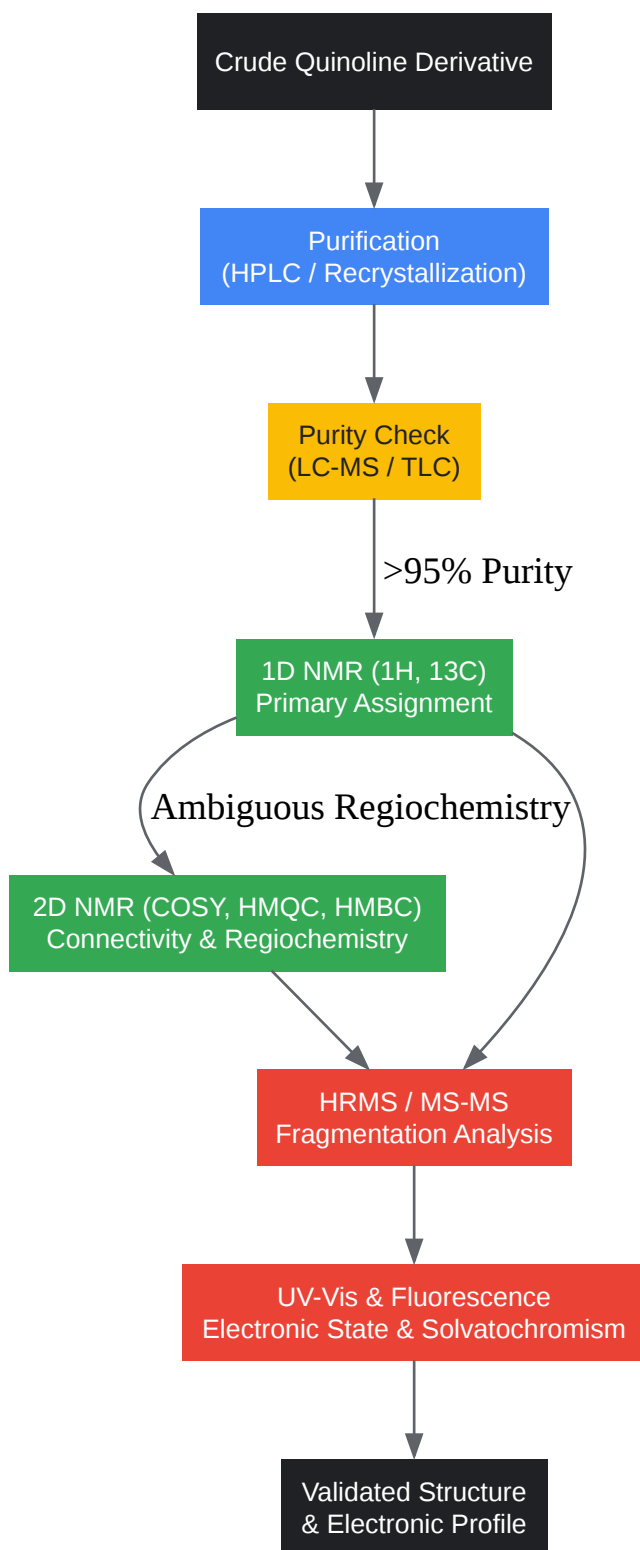 Crude Quinoline Derivative
Purification
(HPLC / Recrystallization)
Purity Check
(LC-MS / TLC)
>95% Purity
1D NMR (1H, 13C)
Primary Assignment
Ambiguous Regiochemistry
2D NMR (COSY, HMQC, HMBC)
Connectivity & Regiochemistry
HRMS / MS-MS
Fragmentation Analysis
UV-Vis & Fluorescence
Electronic State & Solvatochromism
Validated Structure
& Electronic Profile